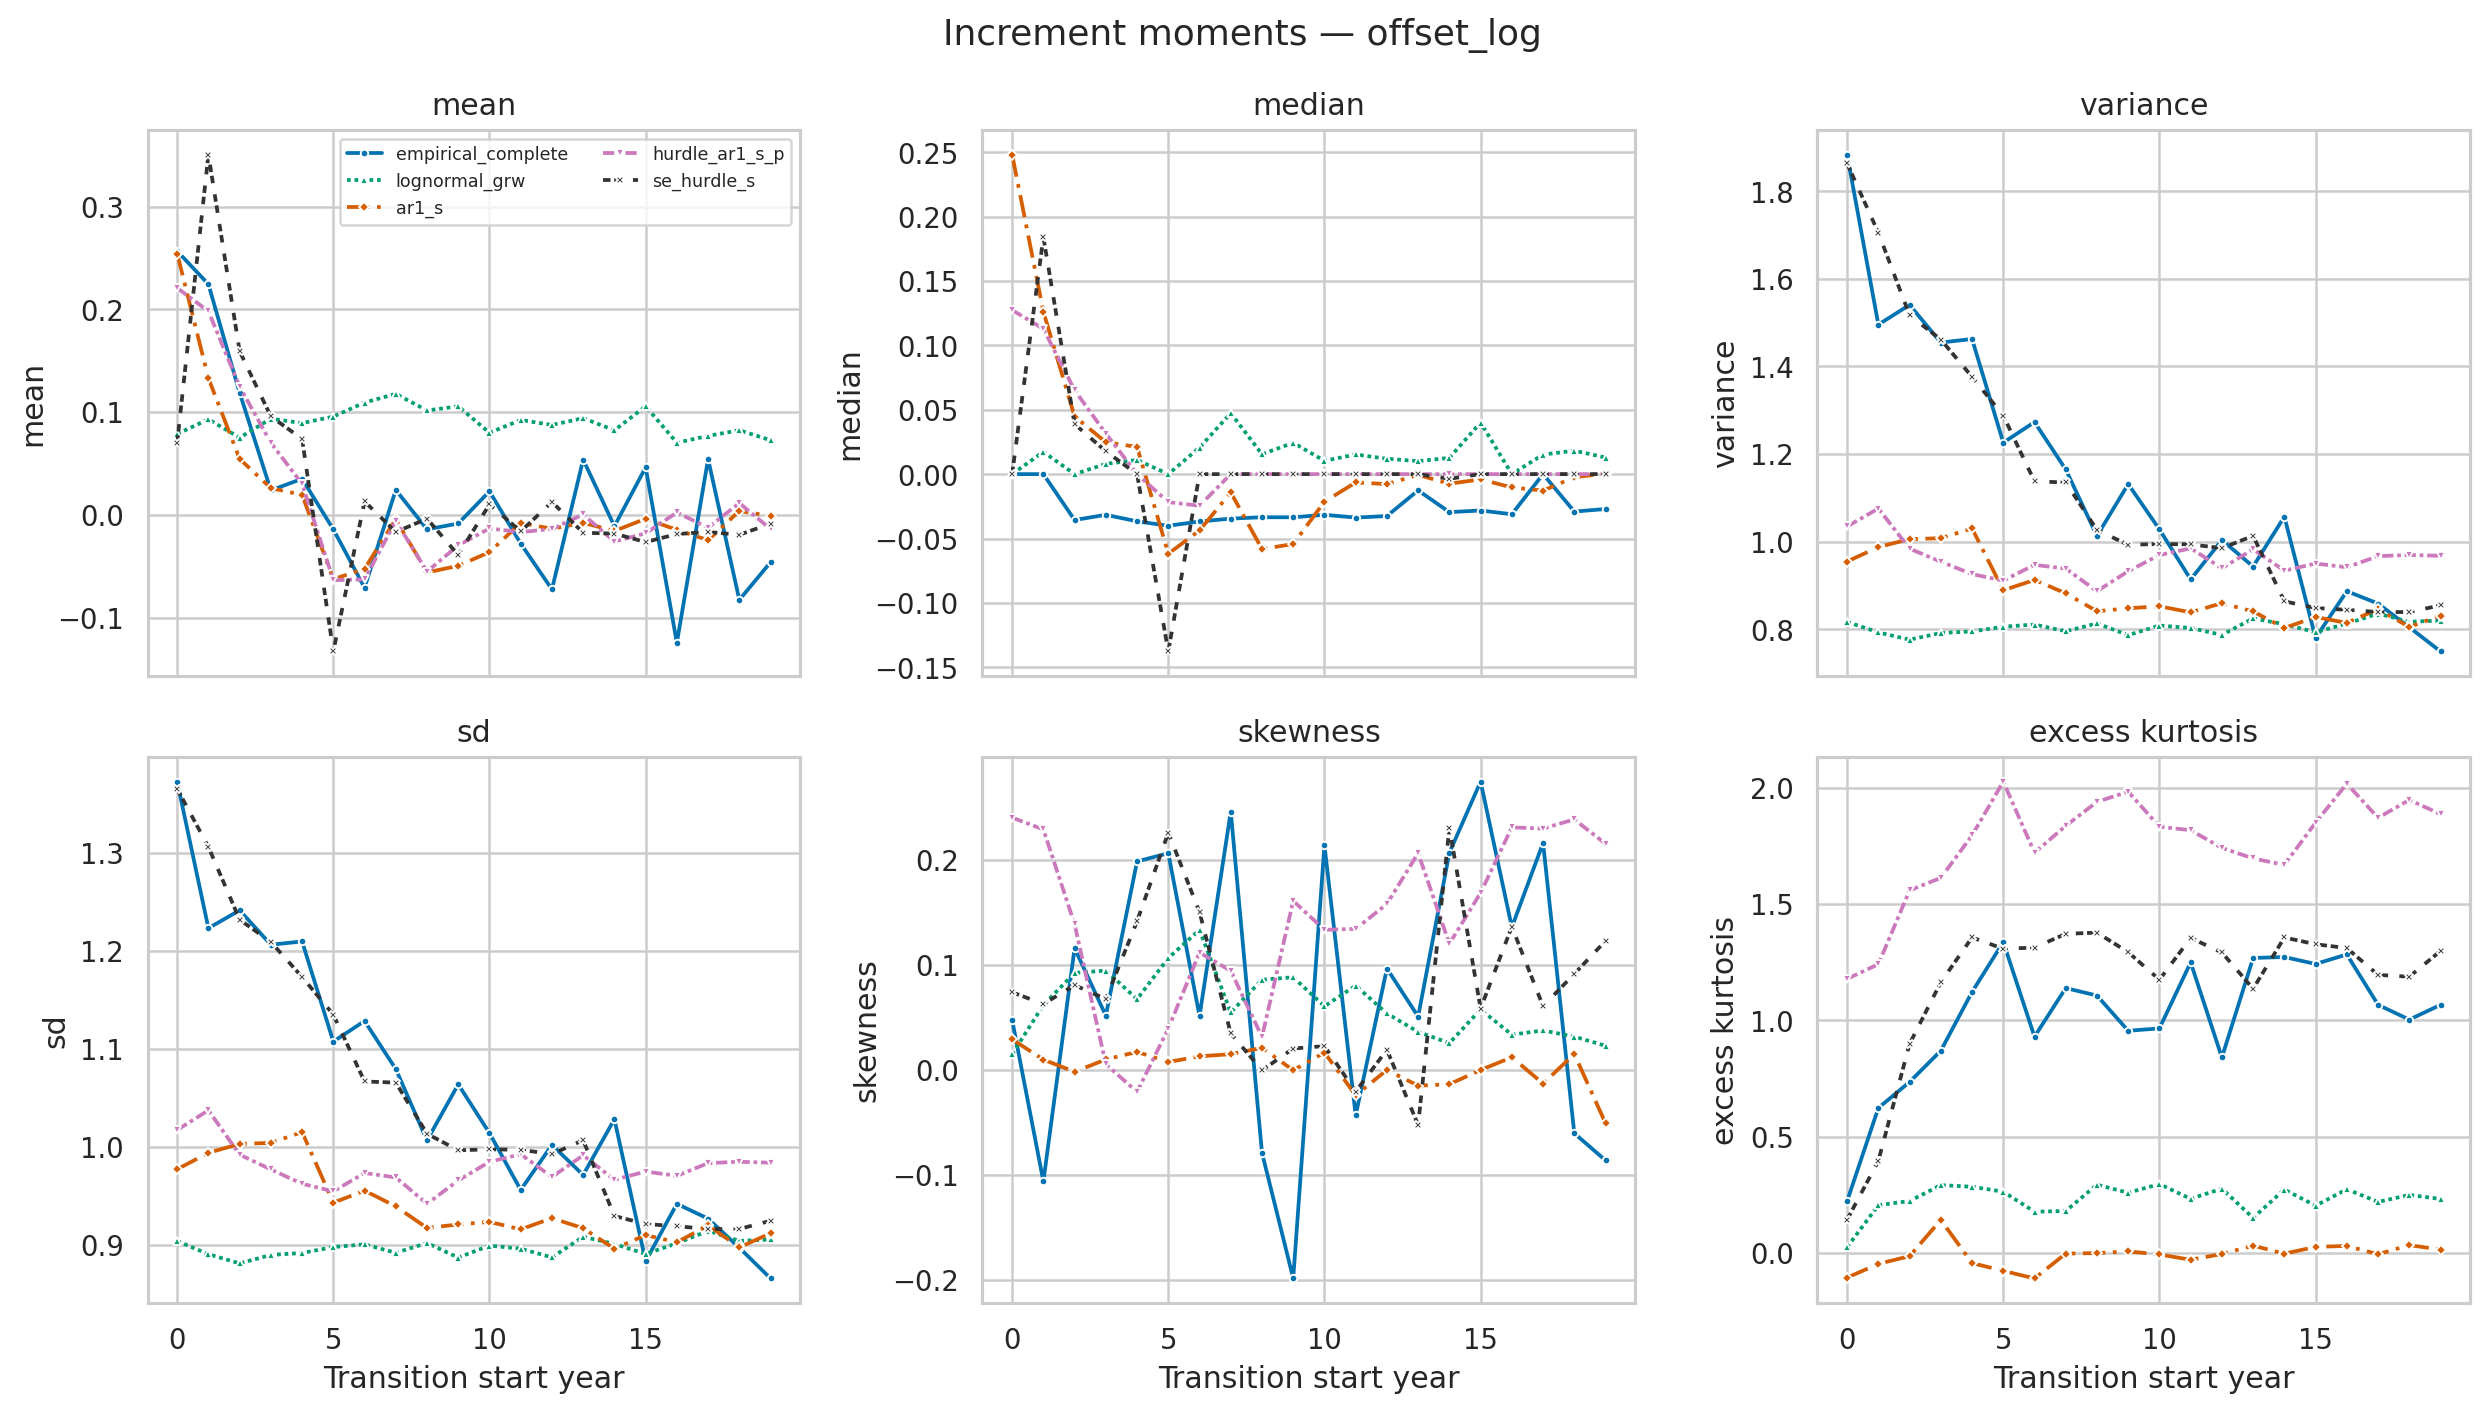 Increment moments — offset_log
mean
median
variance
mean
0.3
0.2
0.1
0.0
−0.1
empirical_complete
lognormal_grw
ar1_s
hurdle_ar1_s_p
se_hurdle_s
median
0.25
0.20
0.15
0.10
0.05
0.00
−0.05
−0.10
−0.15
variance
1.8
1.6
1.4
1.2
1.0
0.8
sd
skewness
excess kurtosis
sd
1.3
1.2
1.1
1.0
0.9
0
5
10
15
Transition start year
skewness
0.2
0.1
0.0
−0.1
−0.2
0
5
10
15
Transition start year
excess kurtosis
2.0
1.5
1.0
0.5
0.0
0
5
10
15
Transition start year